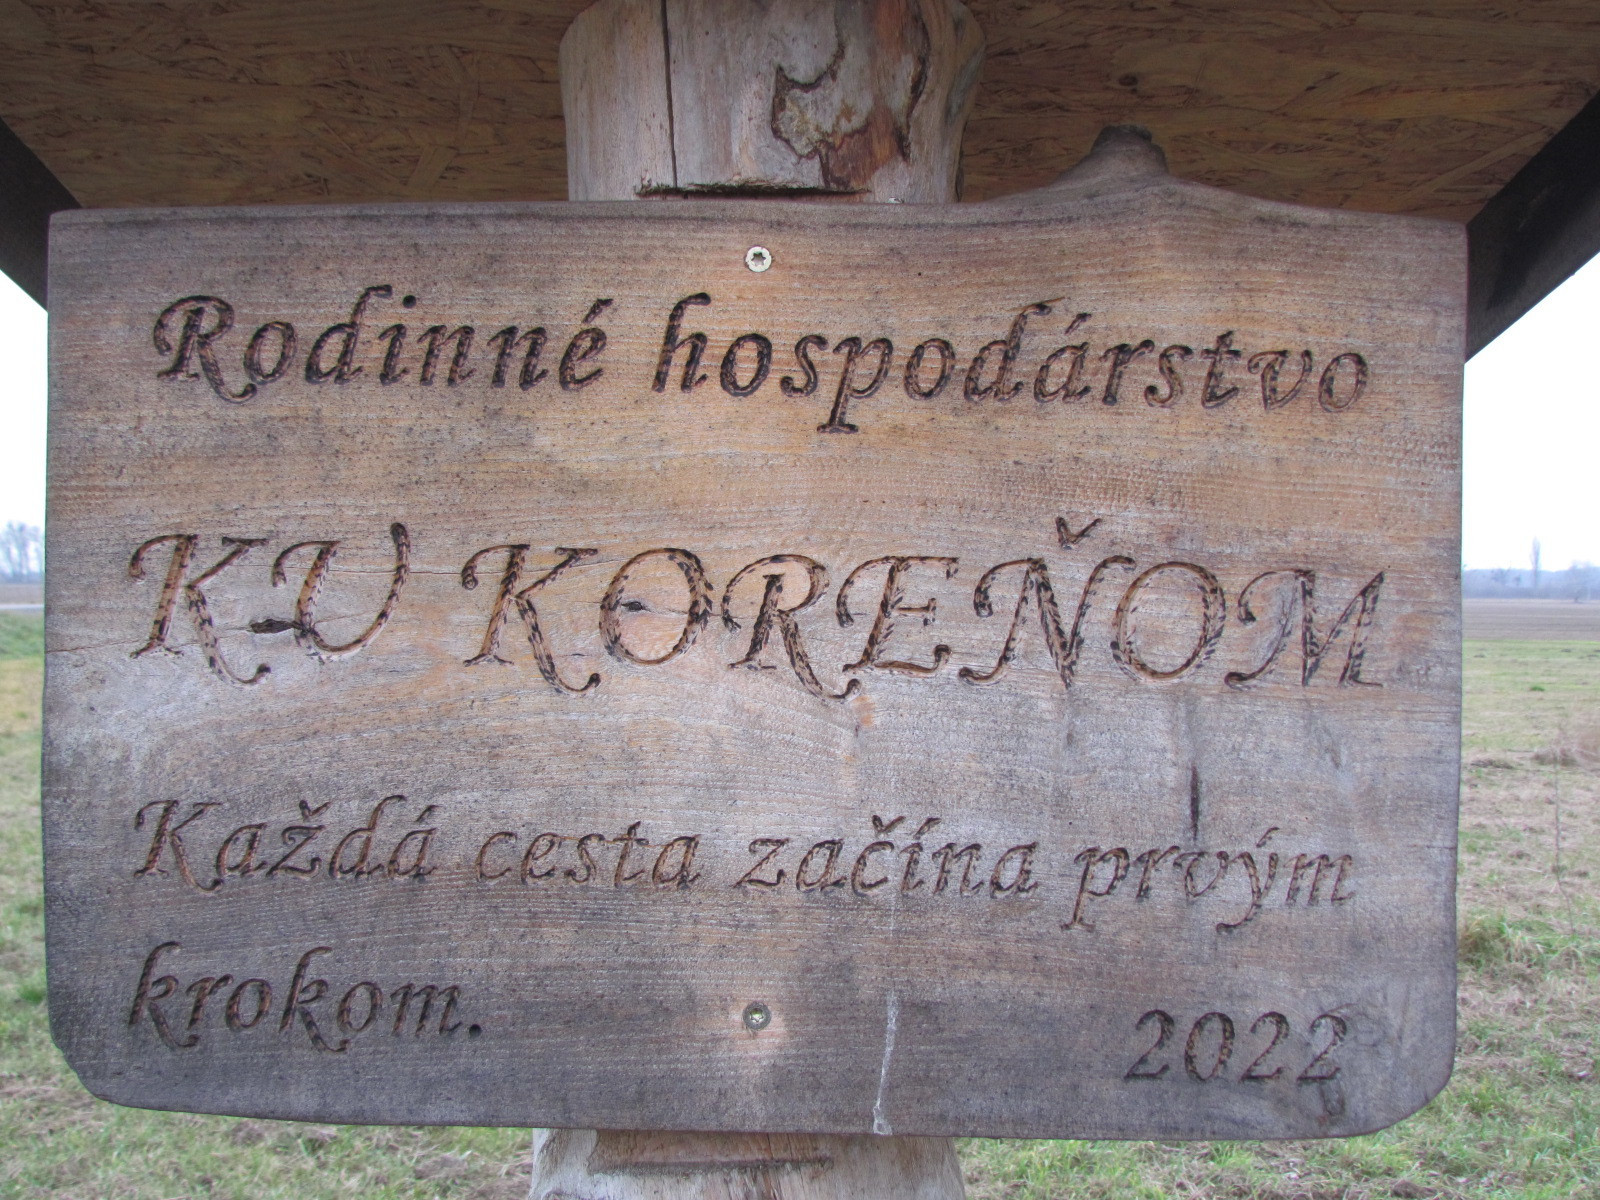 Rodinné hospodárstvo
KU KOREŇOM
Každá cesta začína prvým
krokom.
2022